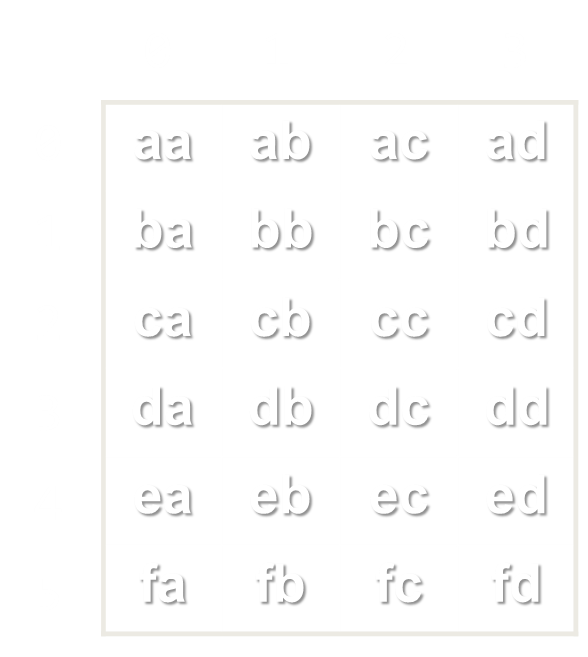 aa ab ac ad
ba bb bc bd
ca cb cc cd
da db dc dd
ea eb ec ed
fa fb fc fd